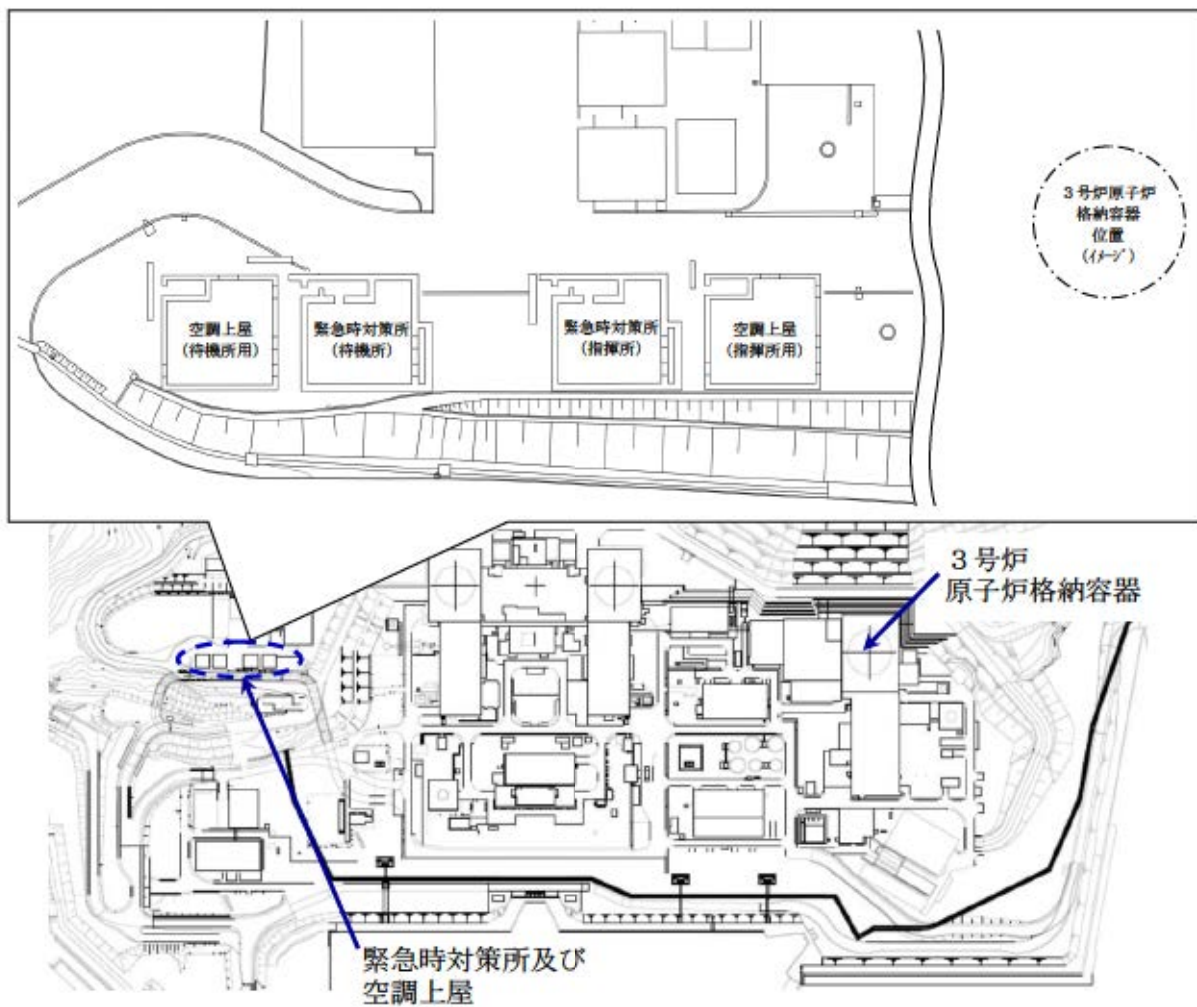 3号炉原子炉
格納容器
位置
(イメージ)
空調上屋
(待機所用)
緊急時対策所
(待機所)
緊急時対策所
(指揮所)
空調上屋
(指揮所用)
3号炉
原子炉格納容器
緊急時対策所及び
空調上屋